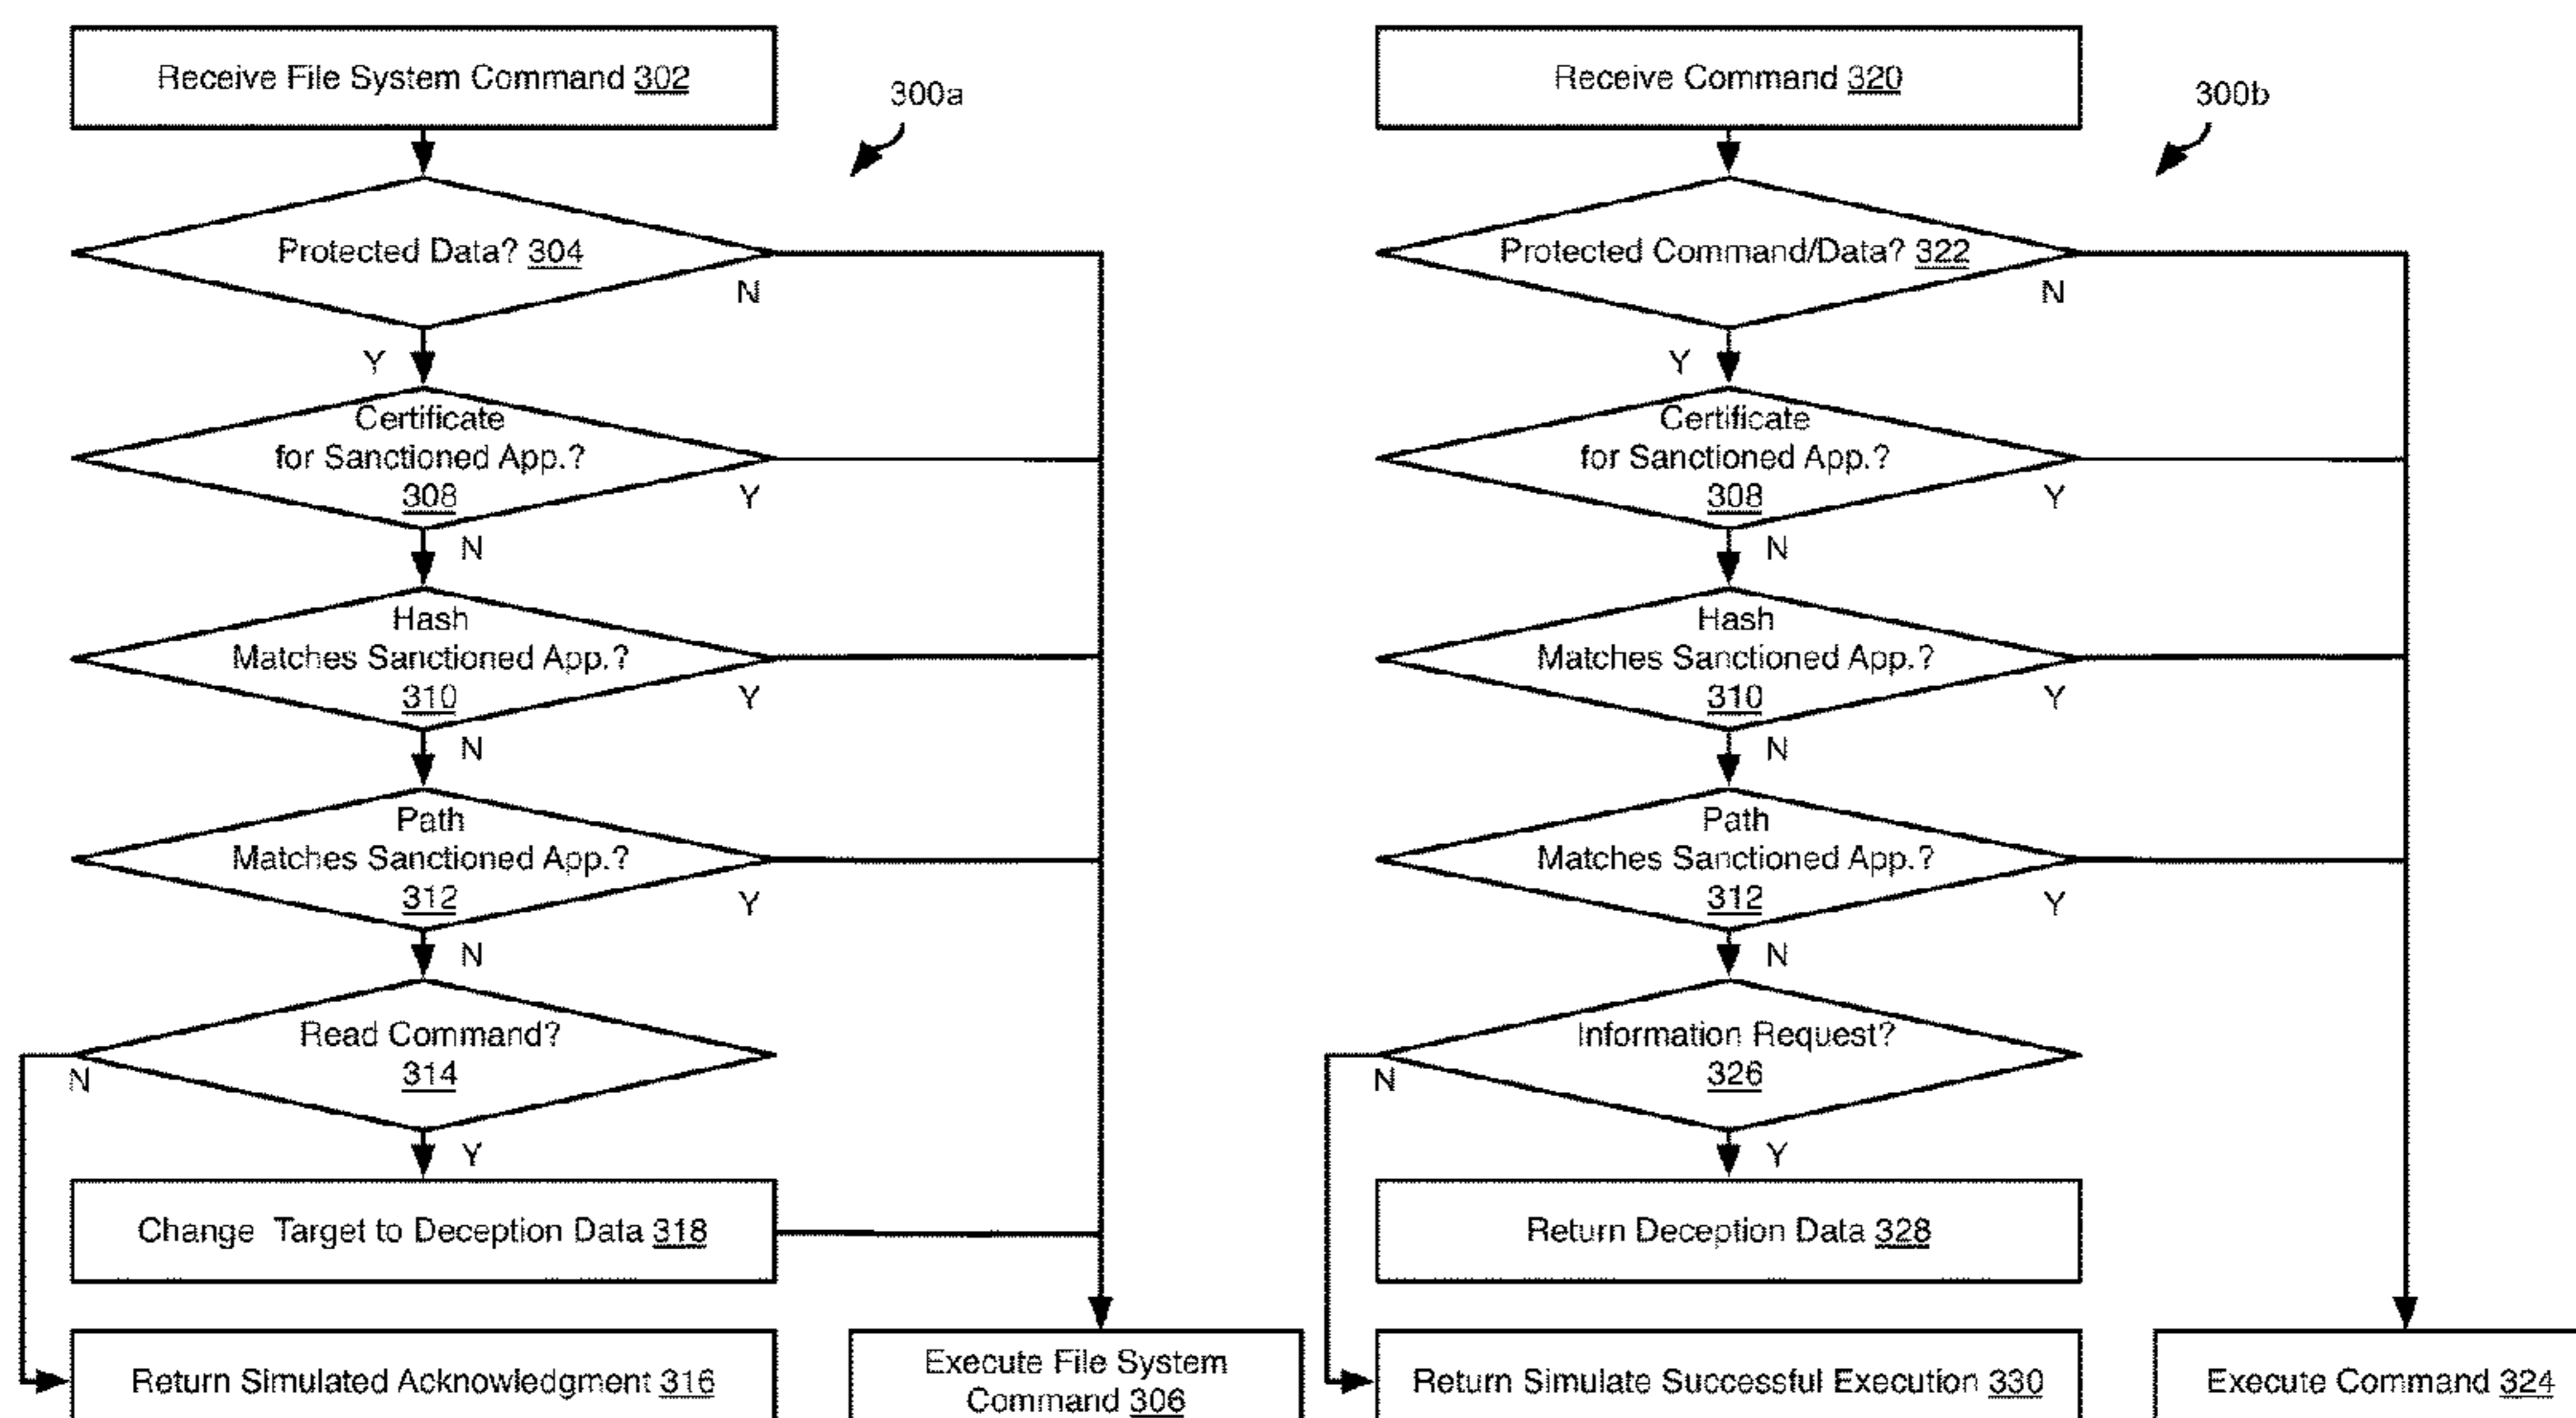 Receive File System Command 302
300a
Protected Data? 304
N
Y
Certificate
for Sanctioned App.?
308
Y
N
Hash
Matches Sanctioned App.?
310
Y
N
Path
Matches Sanctioned App.?
312
Y
N
Read Command?
314
N
Y
Change Target to Deception Data 318
Return Simulated Acknowledgment 316
Execute File System
Command 306
Receive Command 320
300b
Protected Command/Data? 322
N
Y
Certificate
for Sanctioned App.?
308
Y
N
Hash
Matches Sanctioned App.?
310
Y
N
Path
Matches Sanctioned App.?
312
Y
N
Information Request?
326
N
Y
Return Deception Data 328
Return Simulate Successful Execution 330
Execute Command 324